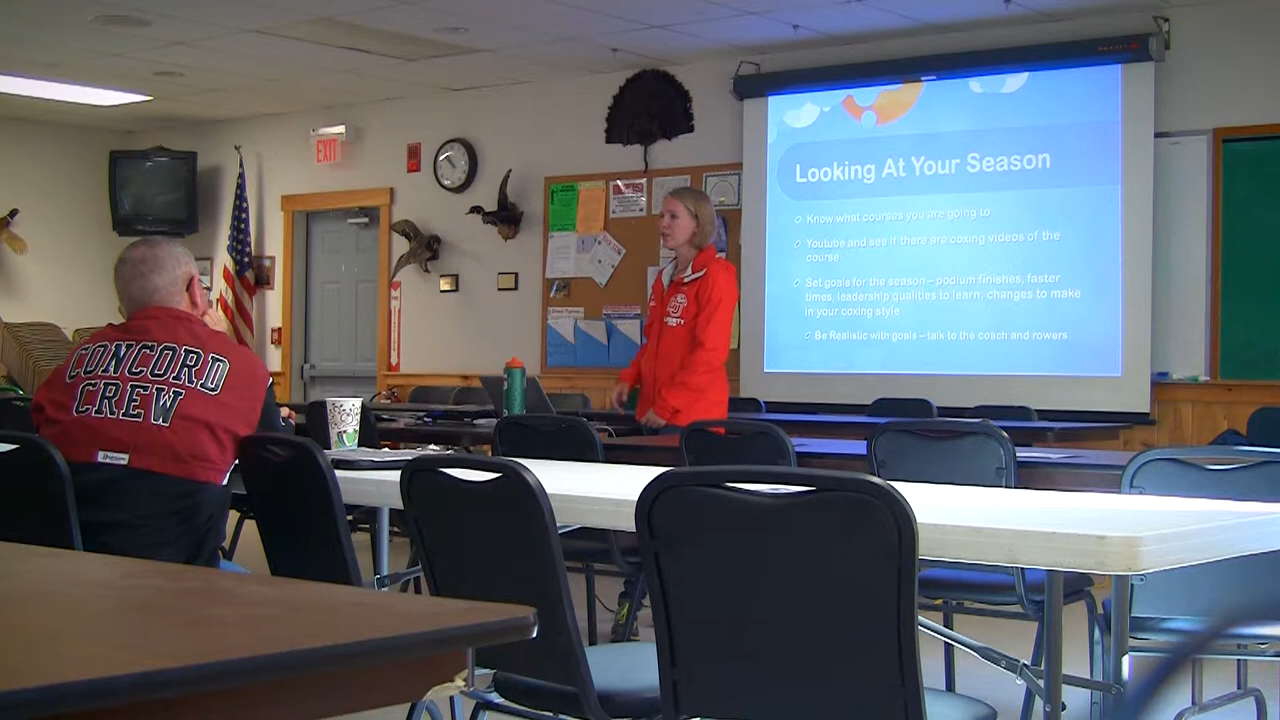 EXIT
Looking At Your Season
Know what courses you are going to
Youtube and see if there are coxing videos of the
course
Set goals for the season – podium finishes, faster
times, leadership qualities to learn, changes to make
in your coxing style
Be Realistic with goals – talk to the coach and rowers
LIBERTY
CONCORD
CREW